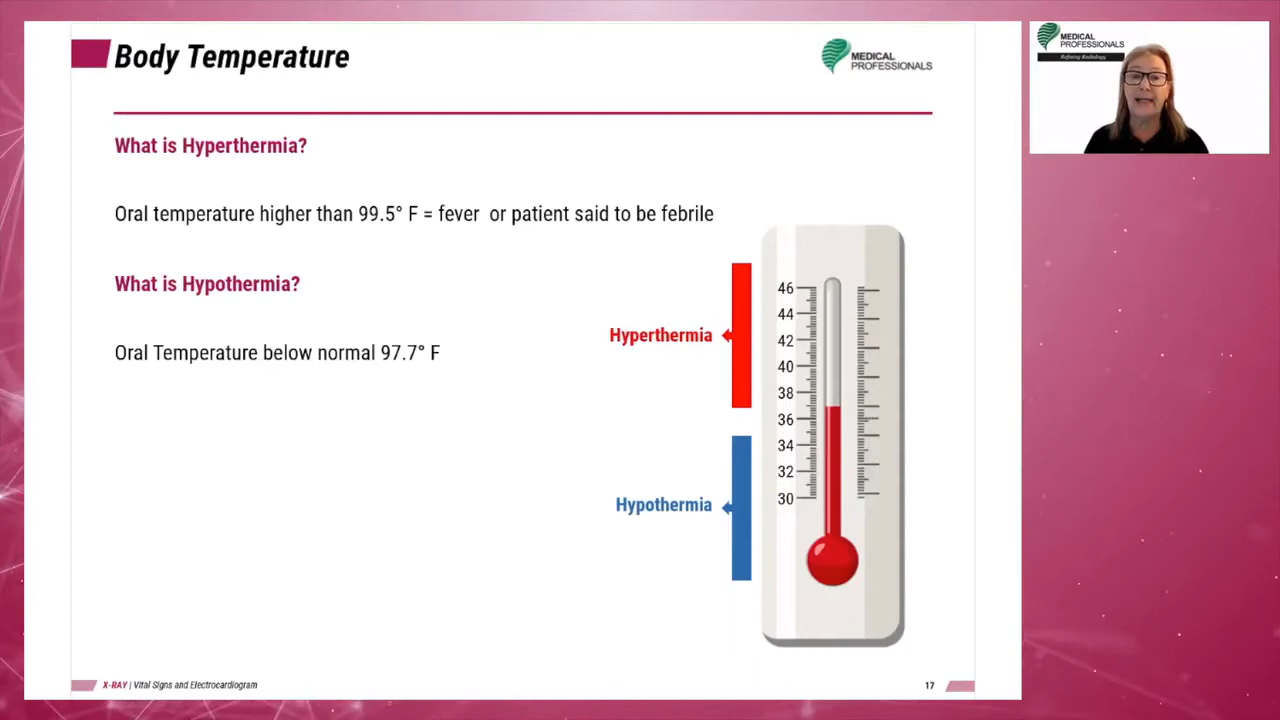 Body Temperature
MEDICAL
PROFESSIONALS
What is Hyperthermia?
Oral temperature higher than 99.5° F = fever or patient said to be febrile
What is Hypothermia?
Oral Temperature below normal 97.7° F
Hyperthermia
Hypothermia
46
44
42
40
38
36
34
32
30
X-RAY | Vital Signs and Electrocardiogram
17
MEDICAL
PROFESSIONALS
Refining Radiology